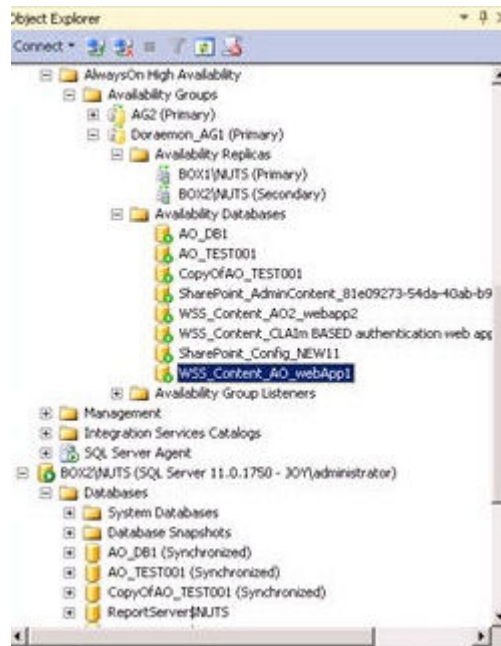 Object Explorer
Connect
AlwaysOn High Availability
Availability Groups
AG2 (Primary)
Doraemon_AG1 (Primary)
Availability Replicas
BOX1\NUTS (Primary)
BOX2\NUTS (Secondary)
Availability Databases
AO_DB1
AO_TEST001
CopyOfAO_TEST001
SharePoint_AdminContent_81e09273-54da-40ab-b9
WSS_Content_AO2_webapp2
WSS_Content_CLAIm BASED authentication web app
SharePoint_Config_NEW11
WSS_Content_AO_webApp1
Availability Group Listeners
Management
Integration Services Catalogs
SQL Server Agent
BOX2\NUTS (SQL Server 11.0.1750 - JOY\administrator)
Databases
System Databases
Database Snapshots
AO_DB1 (Synchronized)
AO_TEST001 (Synchronized)
CopyOfAO_TEST001 (Synchronized)
ReportServer$NUTS